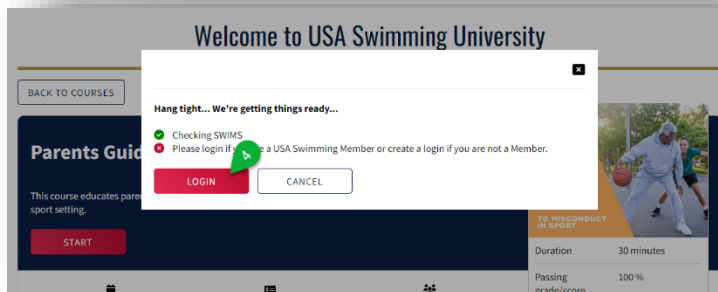 Welcome to USA Swimming University
BACK TO COURSES
Hang tight... We're getting things ready...
Checking SWIMS
Please login if a USA Swimming Member or create a login if you are not a Member.
4
LOGIN
CANCEL
Parents Guid
This course educates pare
sport setting.
START
TO MISCONDUCT
IN SPORT
Duration 30 minutes
Passing 100 %
grade/score